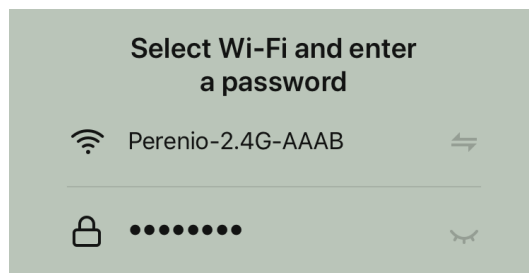 Select Wi-Fi and enter
a password
Perenio-2.4G-AAAB
••••••••